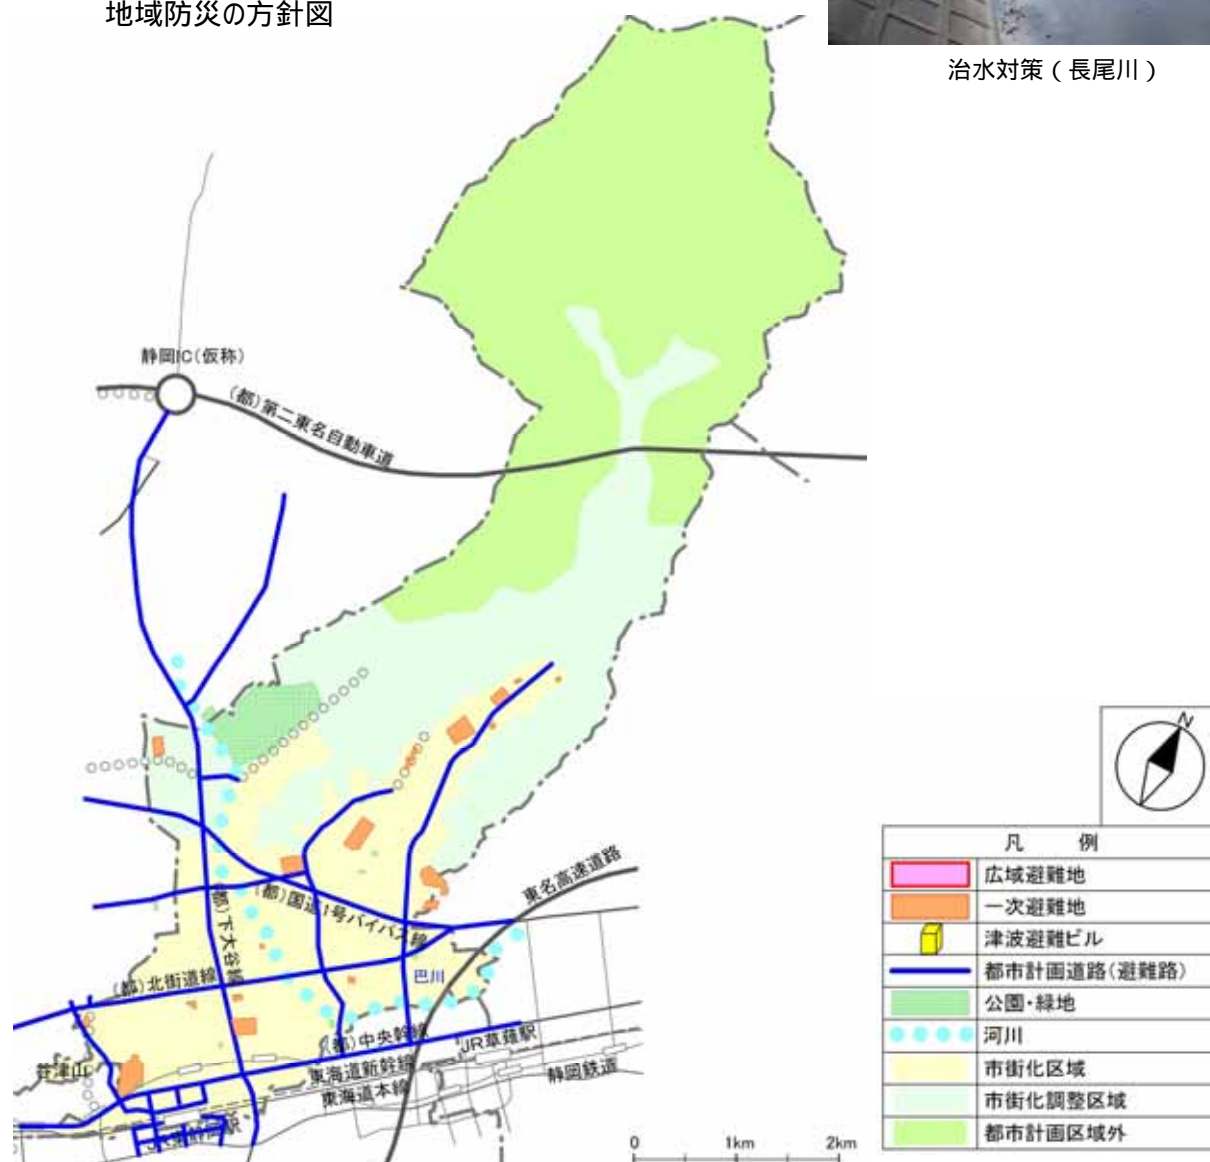 地域防災の方針図
治水対策(長尾川)
静岡IC(仮称)
(都)第二東名自動車道
東名高速道路
(都)国道1号バイパス線
(都)下大谷線
(都)北街道線
巴川
(都)中央幹線
JR草薙駅
東海道新幹線
東海道本線
静岡鉄道
谷津山
JR東静岡駅
N
凡 例
広域避難地
一次避難地
津波避難ビル
都市計画道路(避難路)
公園・緑地
河川
市街化区域
市街化調整区域
都市計画区域外
0 1km 2km